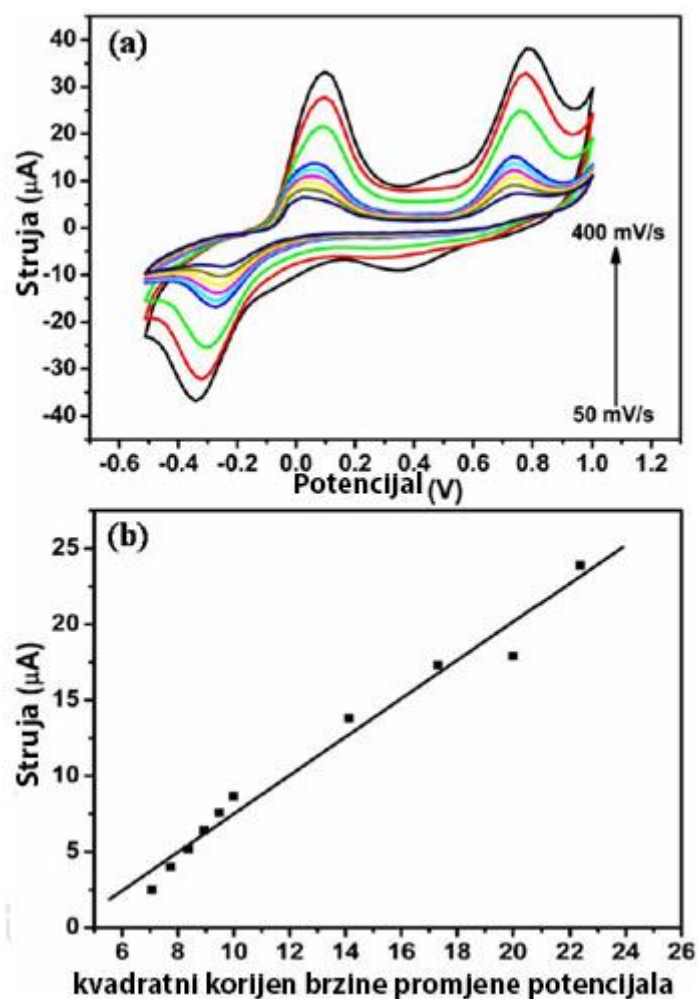 (a)
40
30
20
10
0
-10
-20
-30
-40
Struja (µA)
400 mV/s
50 mV/s
-0.6 -0.4 -0.2 0.0 0.2 0.4 0.6 0.8 1.0 1.2
Potencijal (V)
(b)
25
20
15
10
5
0
Struja (µA)
6 8 10 12 14 16 18 20 22 24 26
kvadratni korijen brzine promjene potencijala